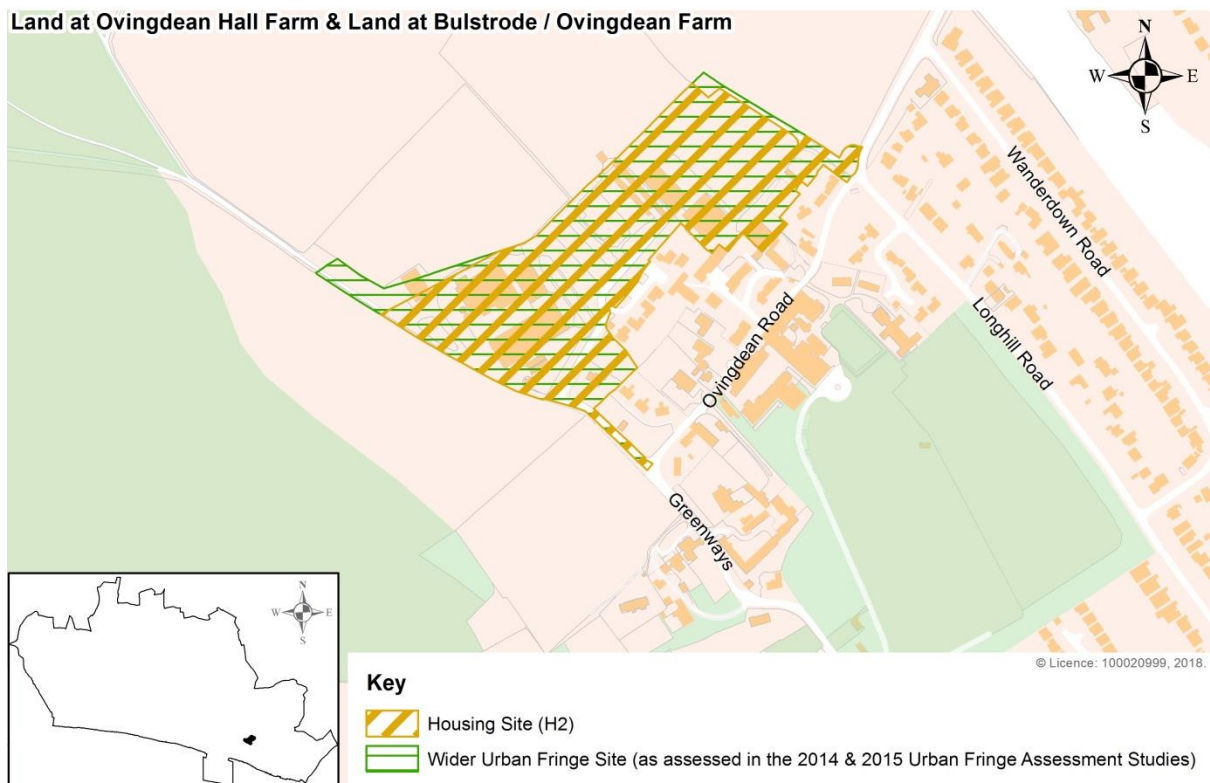 Land at Ovingdean Hall Farm & Land at Bulstrode / Ovingdean Farm
N
W E
S
Wanderdown Road
Longhill Road
Ovingdean Road
Greenways
N
W E
S
© Licence: 100020999, 2018.
Key
Housing Site (H2)
Wider Urban Fringe Site (as assessed in the 2014 & 2015 Urban Fringe Assessment Studies)